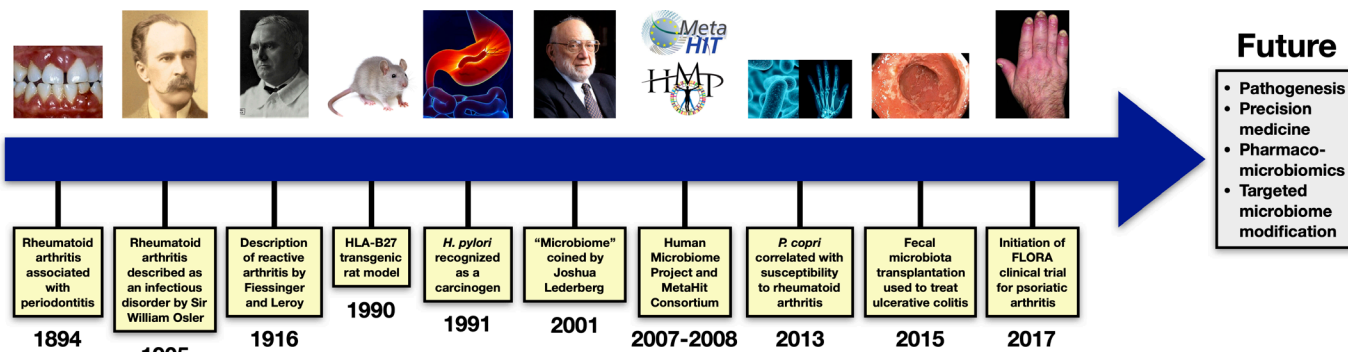 Meta
HIT
HMP
Future
• Pathogenesis
• Precision
medicine
• Pharmaco-
microbiomics
• Targeted
microbiome
modification
Rheumatoid
arthritis
associated
with
periodontitis
1894
Rheumatoid
arthritis
described as
an infectious
disorder by Sir
William Osler
Description
of reactive
arthritis by
Fiessinger
and Leroy
1916
HLA-B27
transgenic
rat model
1990
H. pylori
recognized
as a
carcinogen
1991
“Microbiome”
coined by
Joshua
Lederberg
2001
Human
Microbiome
Project and
MetaHit
Consortium
2007-2008
P. copri
correlated with
susceptibility
to rheumatoid
arthritis
2013
Fecal
microbiota
transplantation
used to treat
ulcerative colitis
2015
Initiation of
FLORA
clinical trial
for psoriatic
arthritis
2017